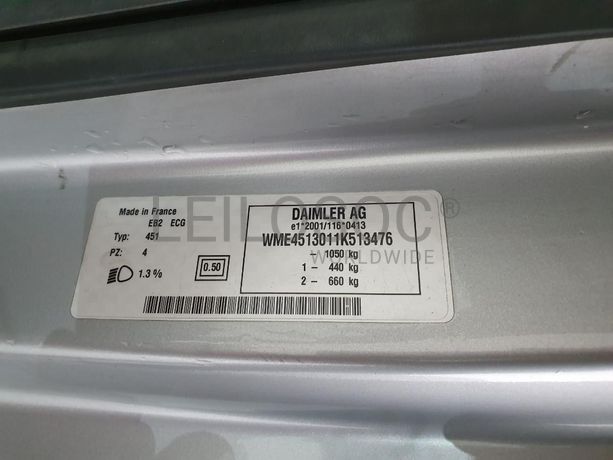 Made in France
EB2 ECG
Typ: 451
PZ: 4
1.3 %
0.50
DAIMLER AG
e1*2001/116*0413
WME4513011K513476
– 1050 kg
1 – 440 kg
2 – 660 kg
LEILOSOC®
WORLDWIDE